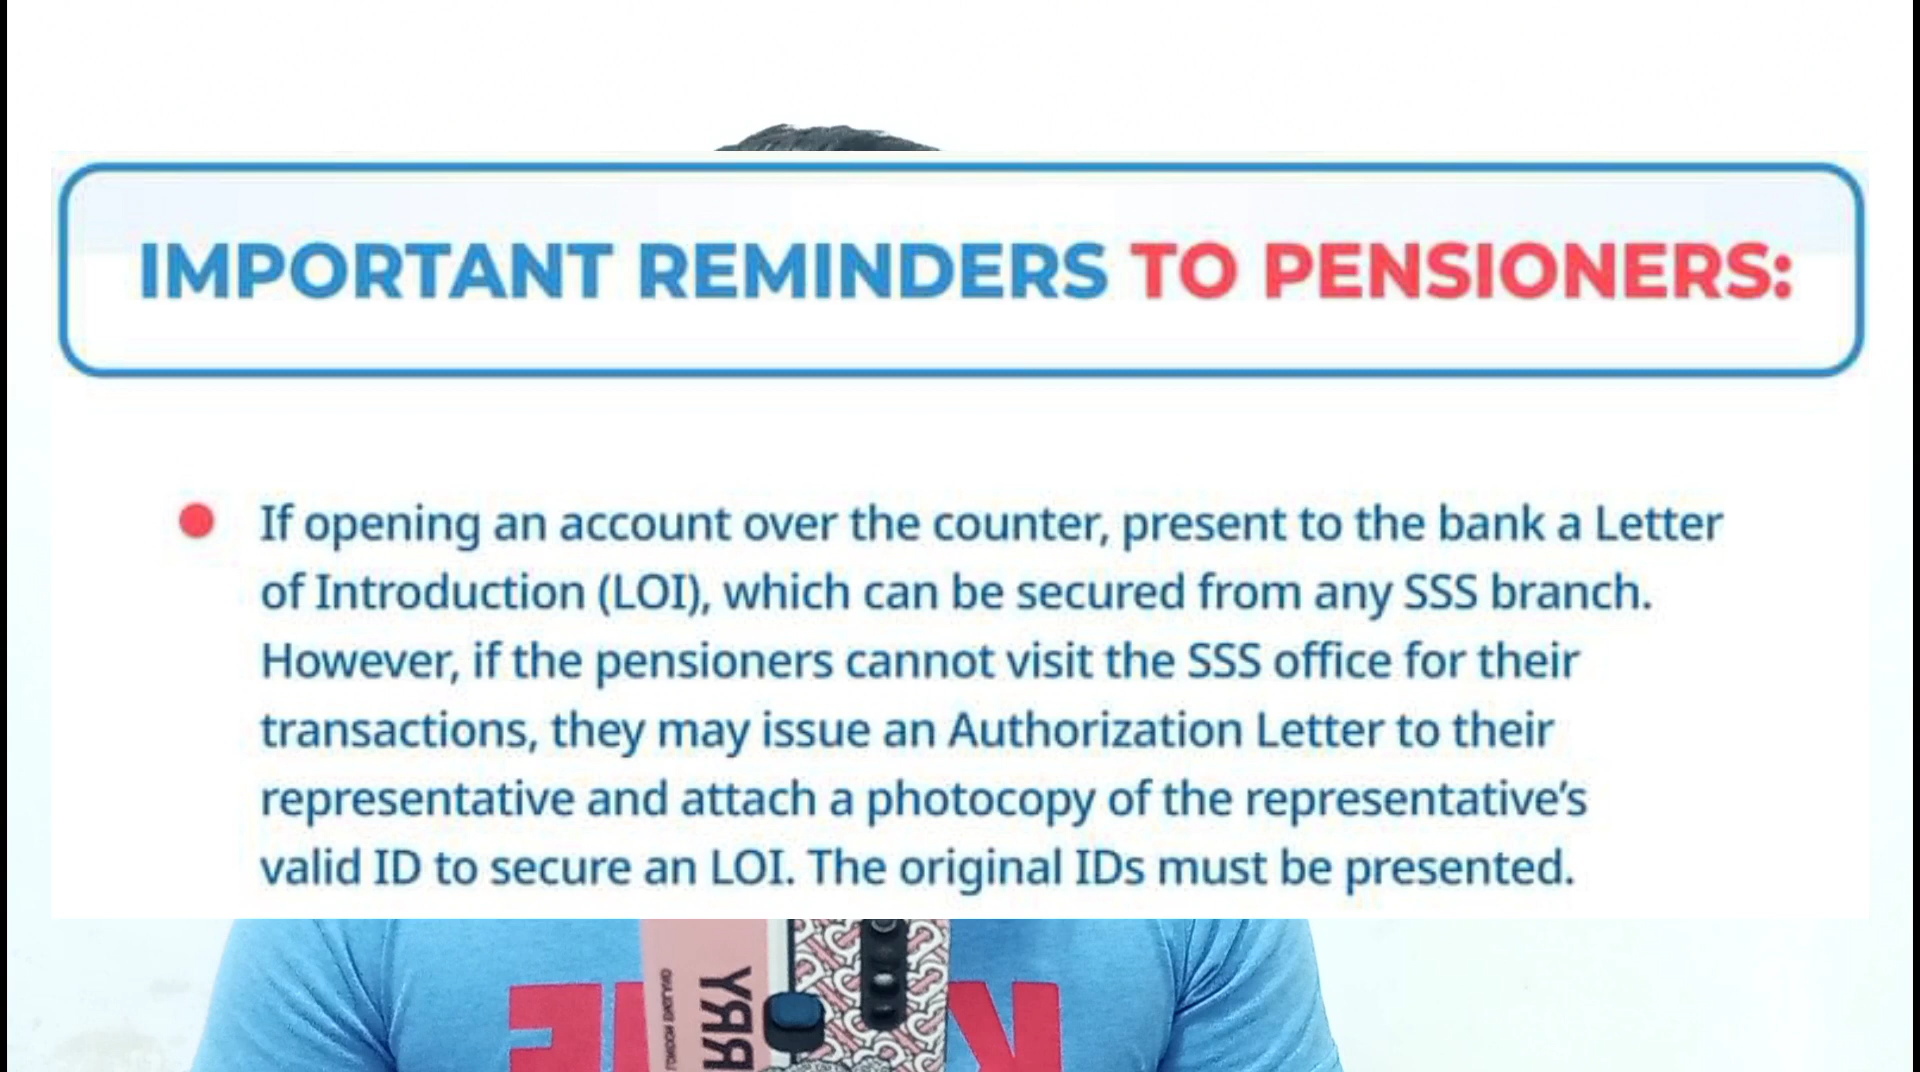 IMPORTANT REMINDERS TO PENSIONERS:
If opening an account over the counter, present to the bank a Letter
of Introduction (LOI), which can be secured from any SSS branch.
However, if the pensioners cannot visit the SSS office for their
transactions, they may issue an Authorization Letter to their
representative and attach a photocopy of the representative’s
valid ID to secure an LOI. The original IDs must be presented.